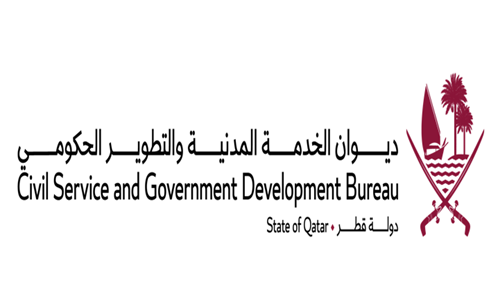 ديوان الخدمة المدنية والتطوير الحكومي
Civil Service and Government Development Bureau
State of Qatar • دولة قطر